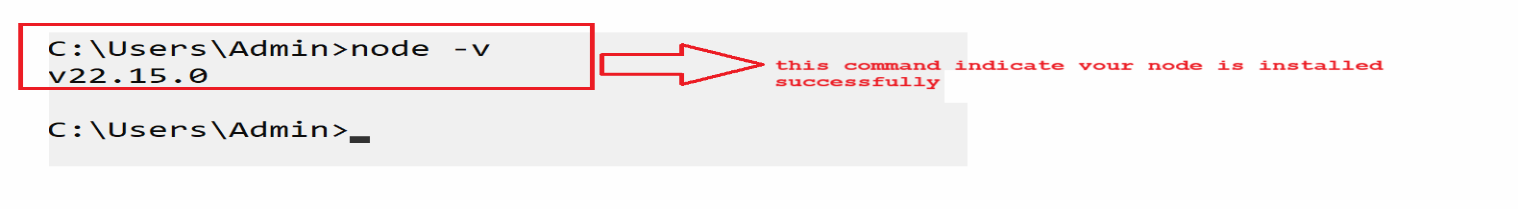 C:\Users\Admin>node -v
v22.15.0
this command indicate your node is installed
successfully
C:\Users\Admin>